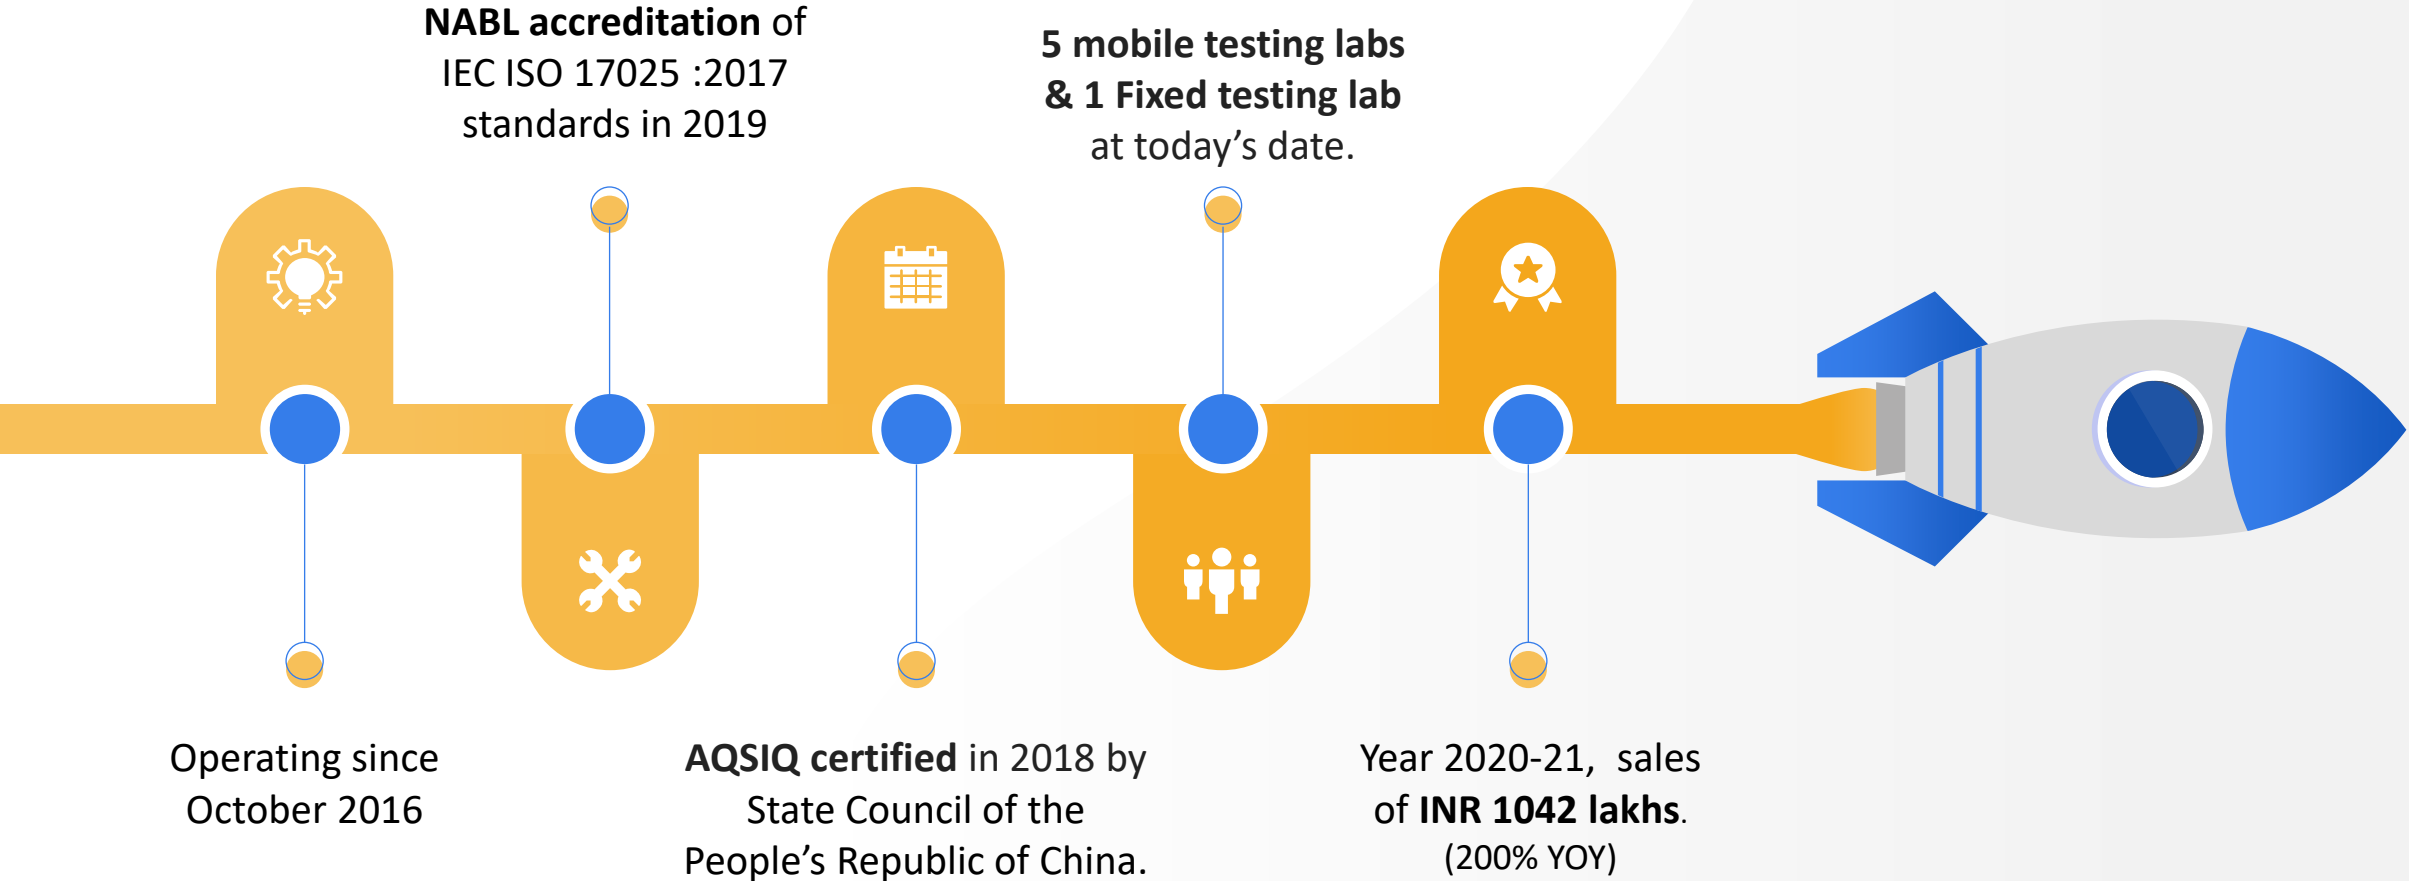 NABL accreditation of
IEC ISO 17025 :2017
standards in 2019
5 mobile testing labs
& 1 Fixed testing lab
at today’s date.
Operating since
October 2016
AQSIQ certified in 2018 by
State Council of the
People’s Republic of China.
Year 2020-21, sales
of INR 1042 lakhs.
(200% YOY)